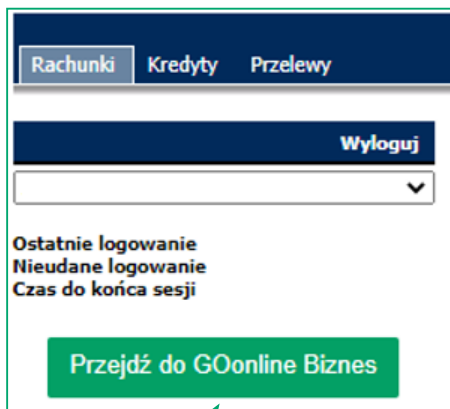 Rachunki Kredyty Przelewy
Wyloguj
Ostatnie logowanie
Nieudane logowanie
Czas do końca sesji
Przejdź do GOonline Biznes